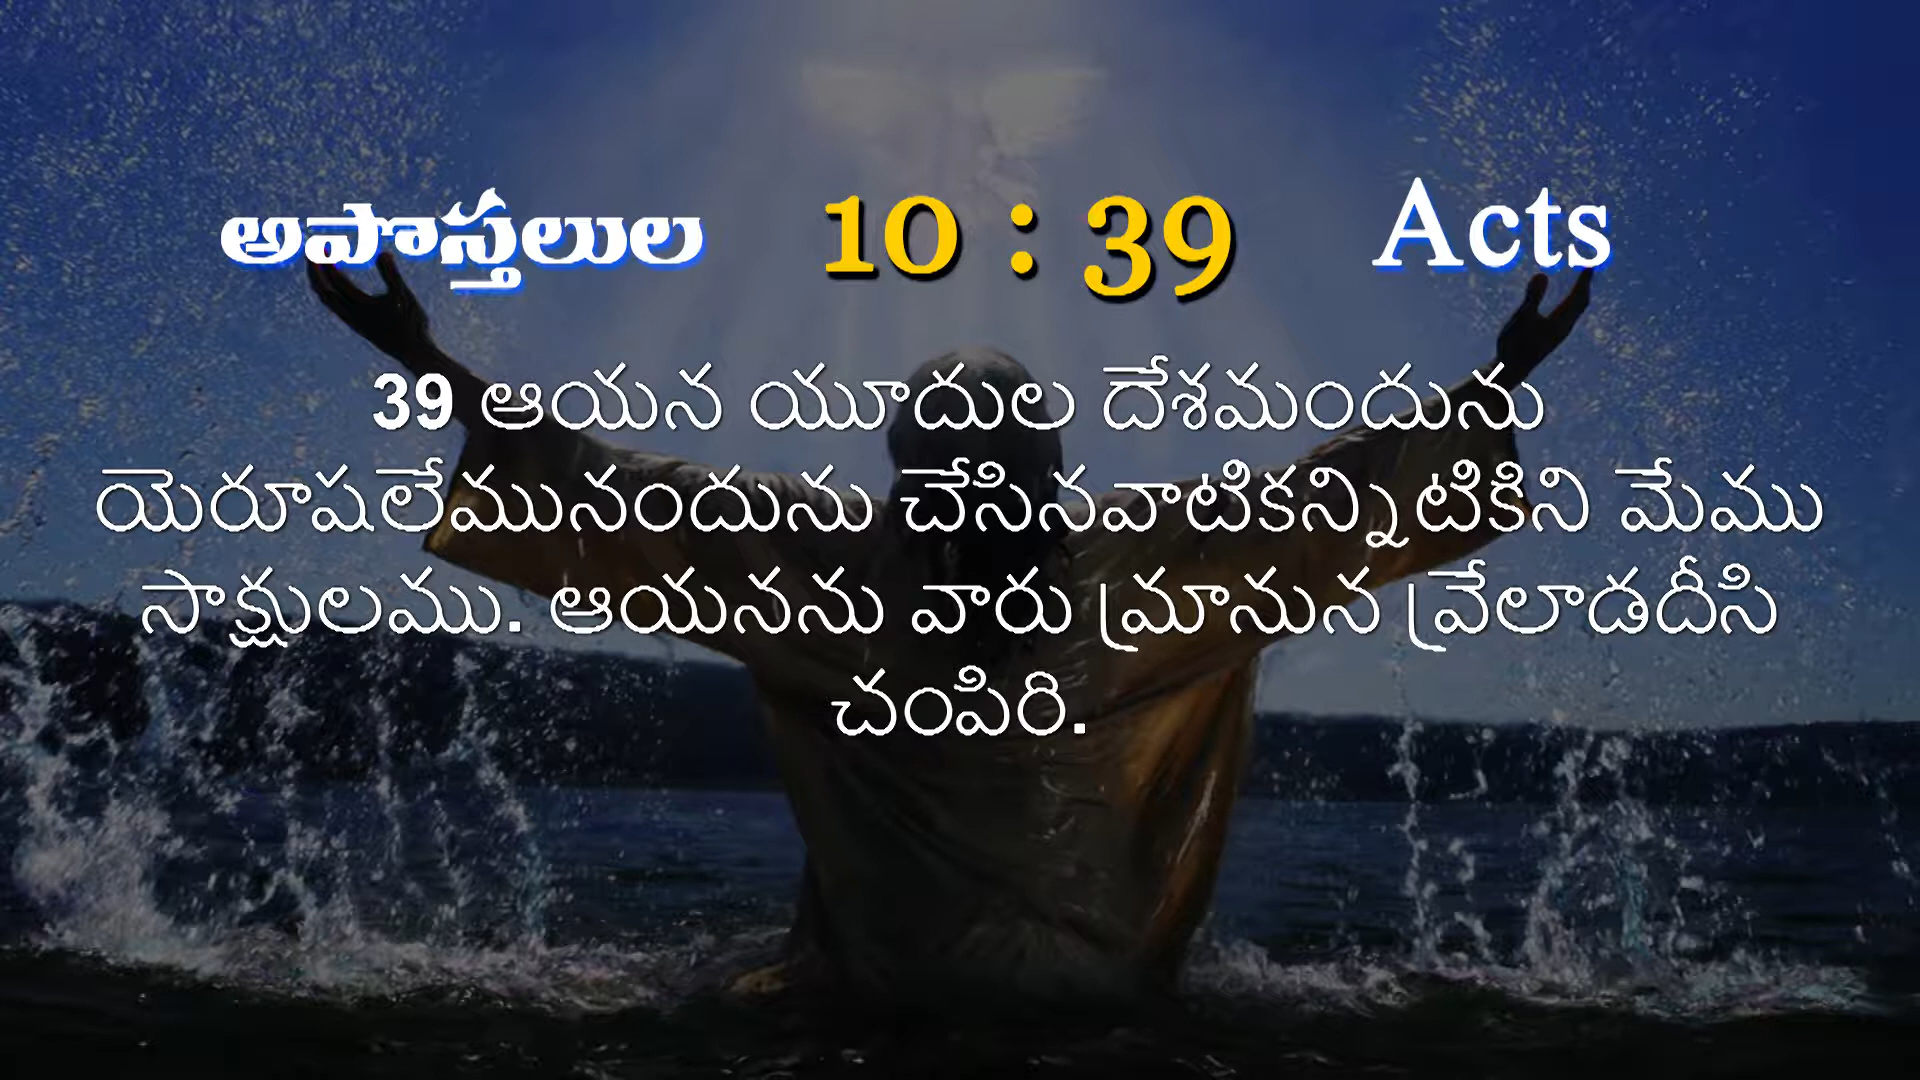 అపొస్తలుల 10 : 39 Acts
39 ఆయన యూదుల దేశమందును
యెరూషలేమునందును చేసినవాటికన్నిటికిని మేము
సాక్షులము. ఆయనను వారు మ్రానున వ్రేలాడదీసి
చంపిరి.